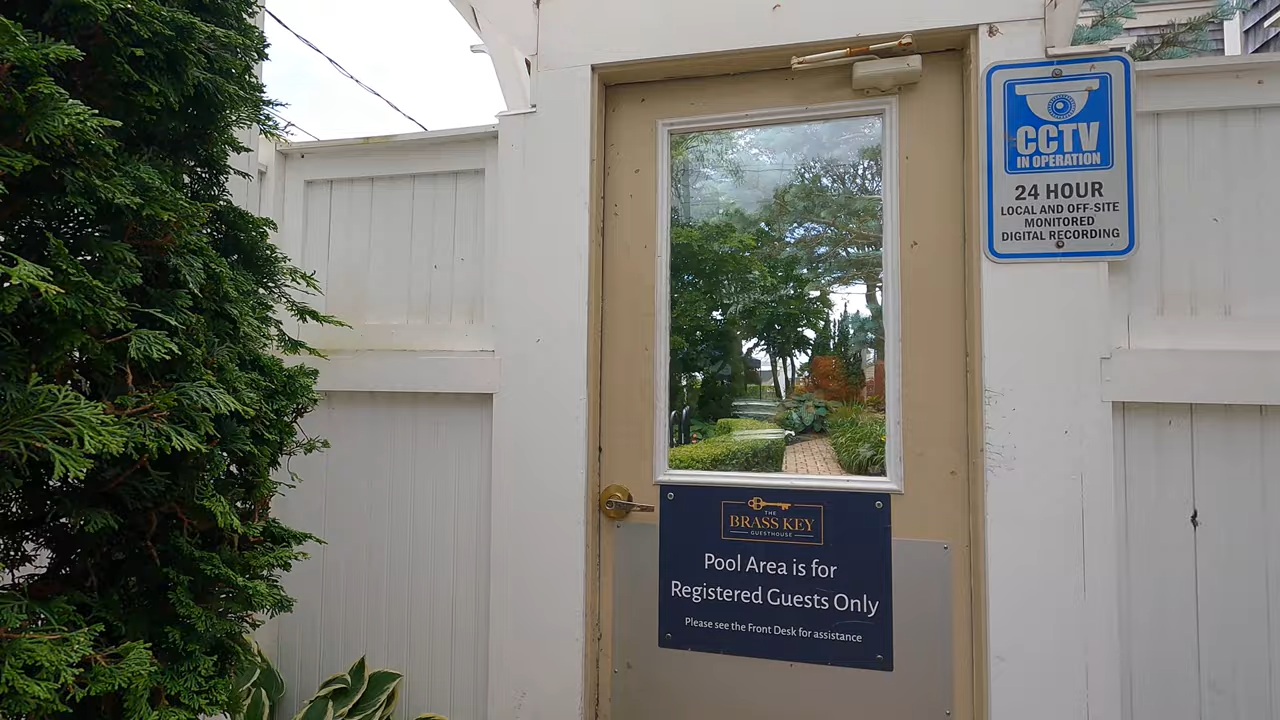 CCTV
IN OPERATION
24 HOUR
LOCAL AND OFF-SITE
MONITORED
DIGITAL RECORDING
THE
BRASS KEY
GUESTHOUSE
Pool Area is for
Registered Guests Only
Please see the Front Desk for assistance